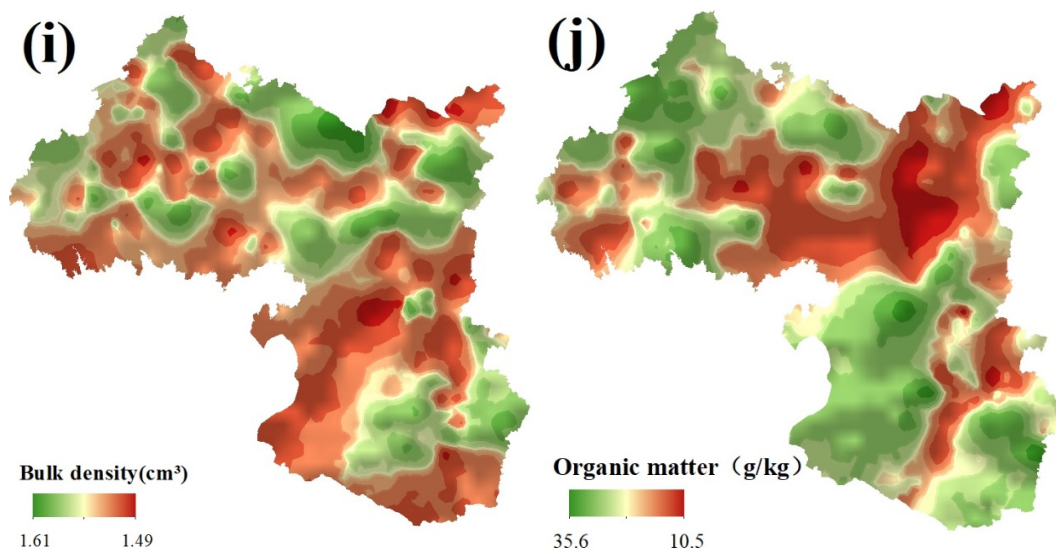 (i)
(j)
Bulk density(cm³)
1.61 1.49
Organic matter（g/kg）
35.6 10.5